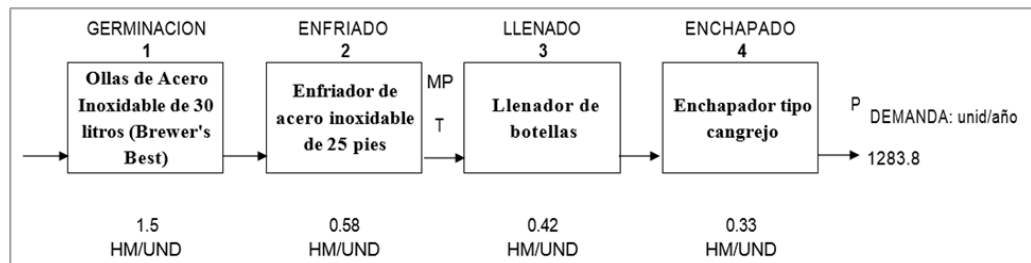 GERMINACION
1
Ollas de Acero
Inoxidable de 30
litros (Brewer's
Best)
1.5
HM/UND
ENFRIADO
2
Enfriador de
acero inoxidable
de 25 pies
0.58
HM/UND
MP
T
LLENADO
3
Llenador de
botellas
0.42
HM/UND
ENCHAPADO
4
Enchapador tipo
cangrejo
0.33
HM/UND
P
DEMANDA: unid/año
1283.8